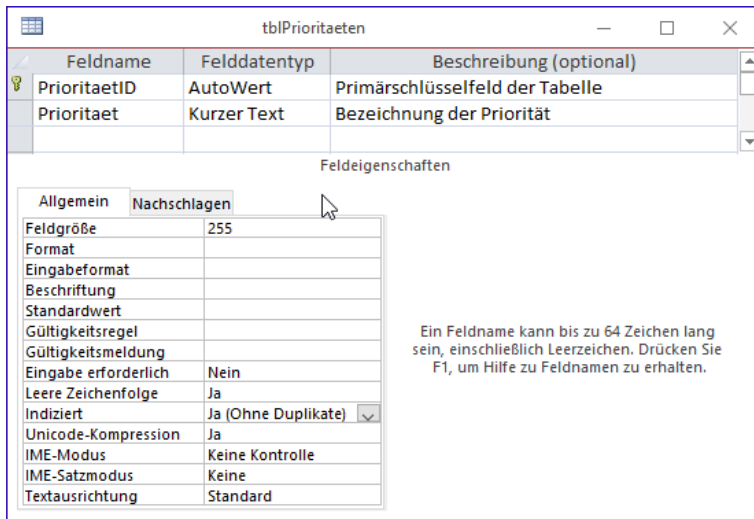 tblPrioritaeten
Feldname Felddatentyp Beschreibung (optional)
PrioritaetID AutoWert Primärschlüsselfeld der Tabelle
Prioritaet Kurzer Text Bezeichnung der Priorität
Feldeigenschaften
Allgemein Nachschlagen
Feldgröße 255
Format
Eingabeformat
Beschriftung
Standardwert
Gültigkeitsregel
Gültigkeitsmeldung
Eingabe erforderlich Nein
Leere Zeichenfolge Ja
Indiziert Ja (Ohne Duplikate)
Unicode-Kompression Ja
IME-Modus Keine Kontrolle
IME-Satzmodus Keine
Textausrichtung Standard
Ein Feldname kann bis zu 64 Zeichen lang
sein, einschließlich Leerzeichen. Drücken Sie
F1, um Hilfe zu Feldnamen zu erhalten.